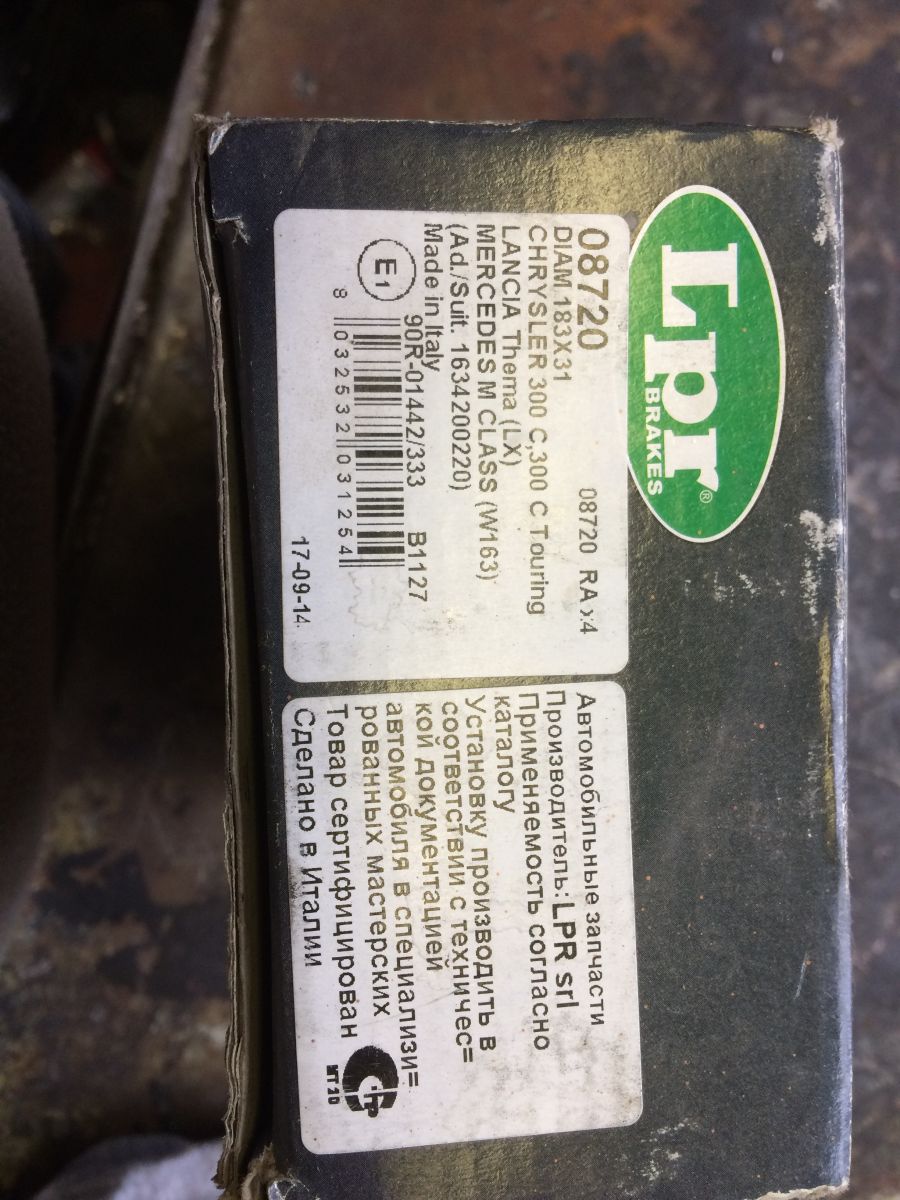 Lpr®
BRAKES
08720
08720 RA x4
DIAM.183X31
CHRYSLER 300 C,300 C Touring
LANCIA Thema (LX)
MERCEDES M CLASS (W163)
(Ad./Suit. 1634200220)
Made in Italy
E1
90R-01442/333 B1127
8 032532 031254
17-09-14
Автомобильные запчасти
Производитель: LPR srl
Применяемость согласно
каталогу
Установку производить в
соответствии с техничес=
кой документацией
автомобиля в специализи=
рованных мастерских
Товар сертифицирован
Сделано в Италии